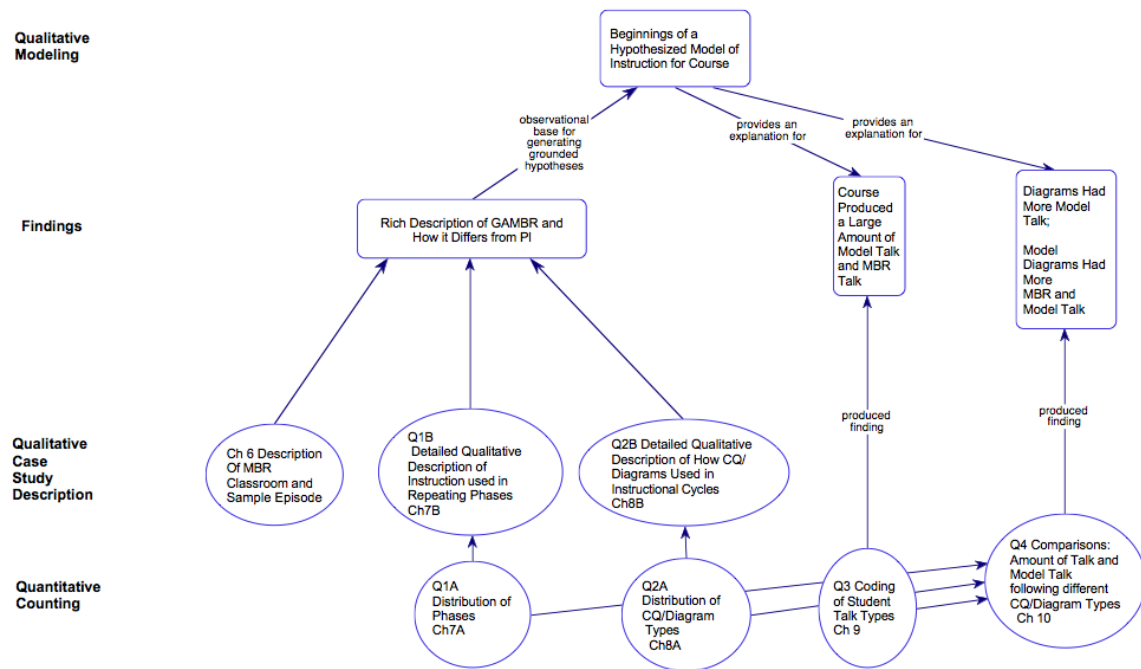 Qualitative
Modeling
Beginnings of a
Hypothesized Model of
Instruction for Course
observational
base for
generating
grounded
hypotheses
provides an
explanation for
provides an
explanation for
Findings
Rich Description of GAMBR and
How it Differs from PI
Course
Produced
a Large
Amount of
Model Talk
and MBR
Talk
Diagrams Had
More Model
Talk;
Model
Diagrams Had
More
MBR and
Model Talk
produced
finding
produced
finding
Qualitative
Case
Study
Description
Ch 6 Description
Of MBR
Classroom and
Sample Episode
Q1B
Detailed Qualitative
Description of
Instruction used in
Repeating Phases
Ch7B
Q2B Detailed Qualitative
Description of How CQ/
Diagrams Used in
Instructional Cycles
Ch8B
Quantitative
Counting
Q1A
Distribution of
Phases
Ch7A
Q2A
Distribution of
CQ/Diagram
Types
Ch8A
Q3 Coding
of Student
Talk Types
Ch 9
Q4 Comparisons:
Amount of Talk and
Model Talk
following different
CQ/Diagram Types
Ch 10